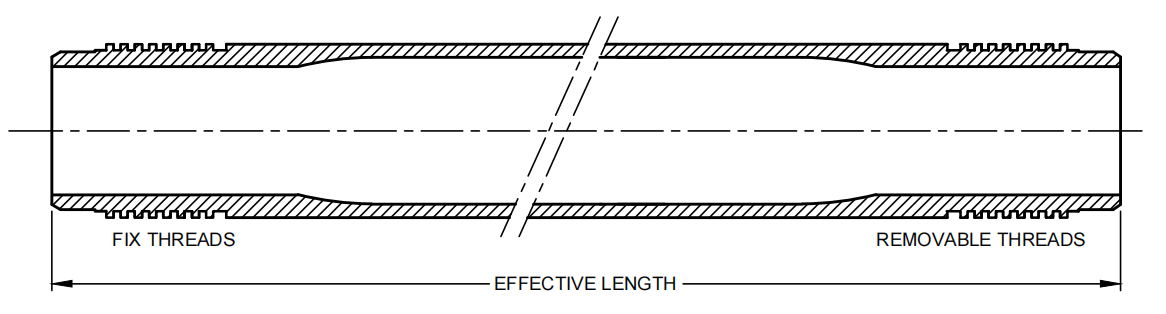 FIX THREADS
REMOVABLE THREADS
EFFECTIVE LENGTH